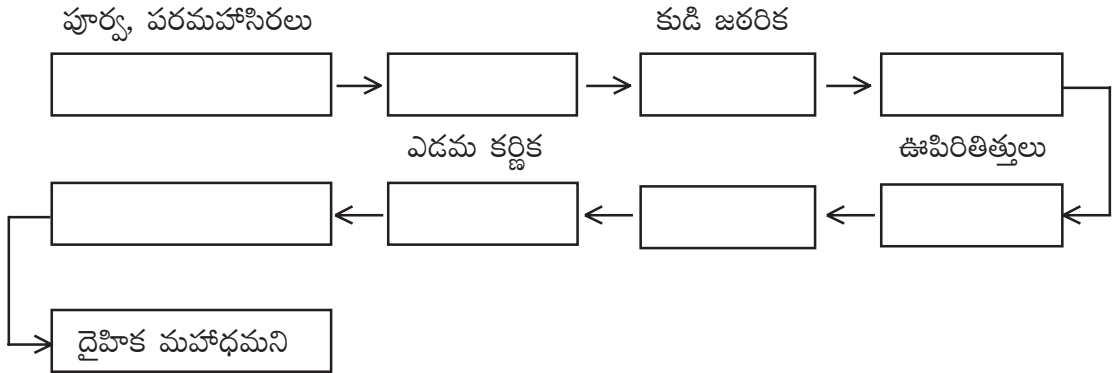 పూర్వ, పరమహాసిరలు కుడి జఠరిక
ఎడమ కర్ణిక ఊపిరితిత్తులు
దైహిక మహాధమని